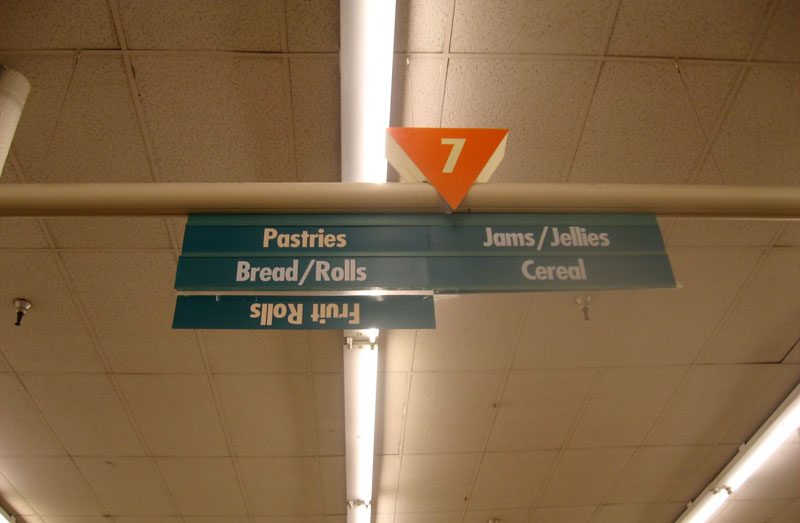 7
Pastries
Jams/Jellies
Bread/Rolls
Cereal
Fruit Rolls